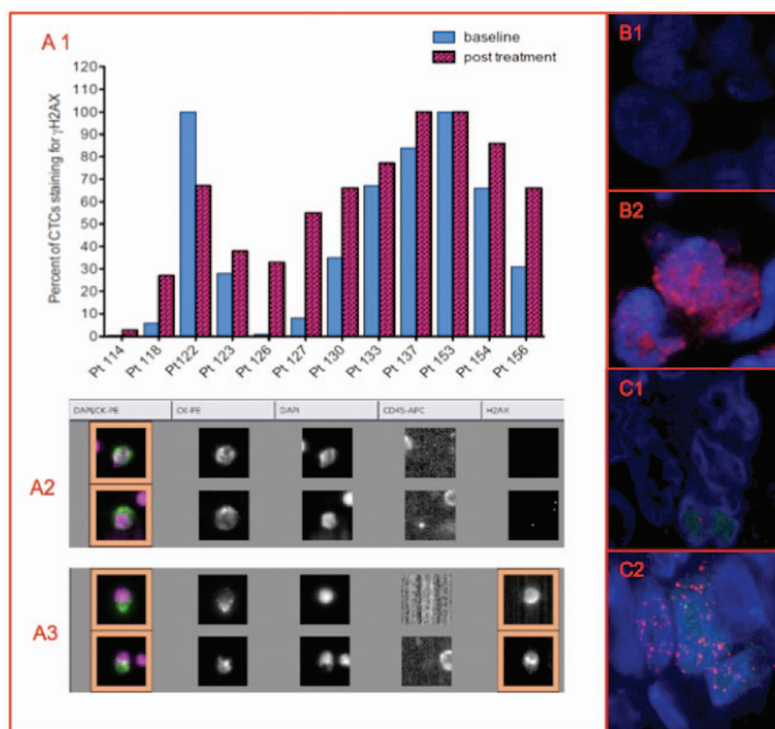 A 1
baseline
post treatment
Percent of CTCs staining for γH2AX
120
110
100
90
80
70
60
50
40
30
20
10
0
Pt 114
Pt 118
Pt122
Pt 123
Pt 126
Pt 127
Pt 130
Pt 133
Pt 137
Pt 153
Pt 154
Pt 156
DAPI/CK-PE CK-PE DAPI CD45-APC H2AX
A2
A3
B1
B2
C1
C2